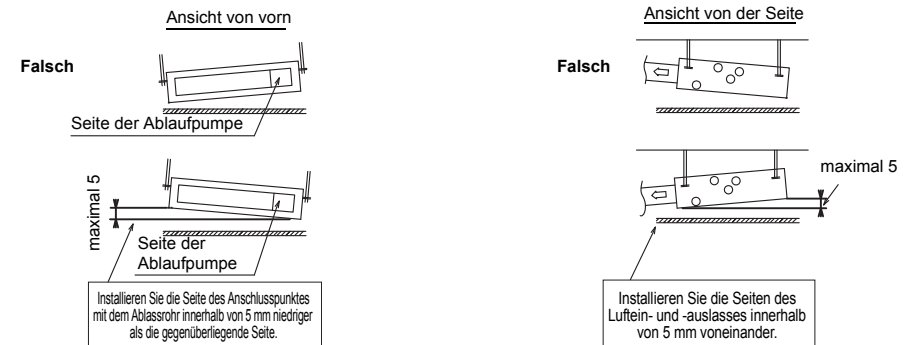 Ansicht von vorn
Falsch
Seite der Ablaufpumpe
maximal 5
Seite der
Ablaufpumpe
Installieren Sie die Seite des Anschlusspunktes
mit dem Ablassrohr innerhalb von 5 mm niedriger
als die gegenüberliegende Seite.
Ansicht von der Seite
Falsch
maximal 5
Installieren Sie die Seiten des
Luftein- und -auslasses innerhalb
von 5 mm voneinander.